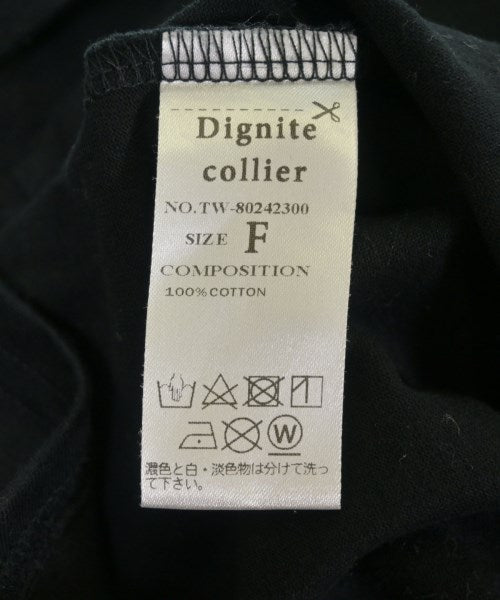 Dignite
collier
NO.TW-80242300
SIZE F
COMPOSITION
100%COTTON
W
濃色と白・淡色物は分けて洗っ
て下さい。